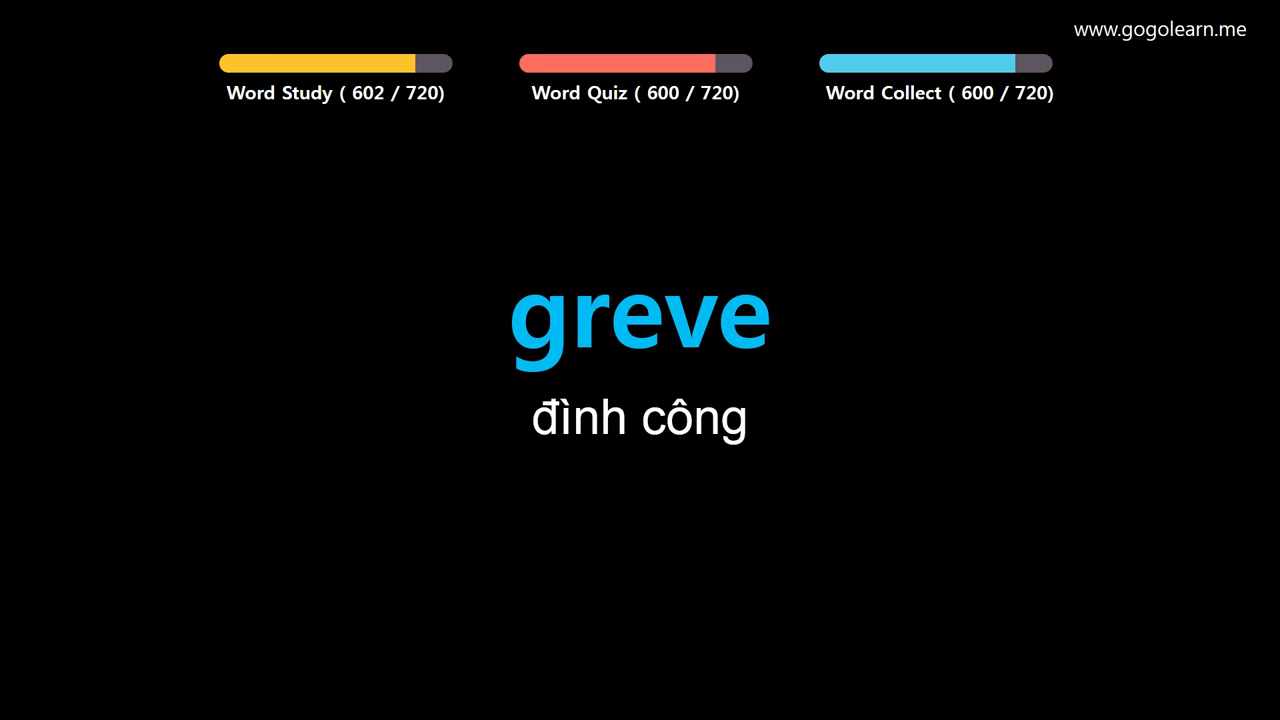 www.gogolearn.me
Word Study ( 602 / 720)
Word Quiz ( 600 / 720)
Word Collect ( 600 / 720)
greve
đình công